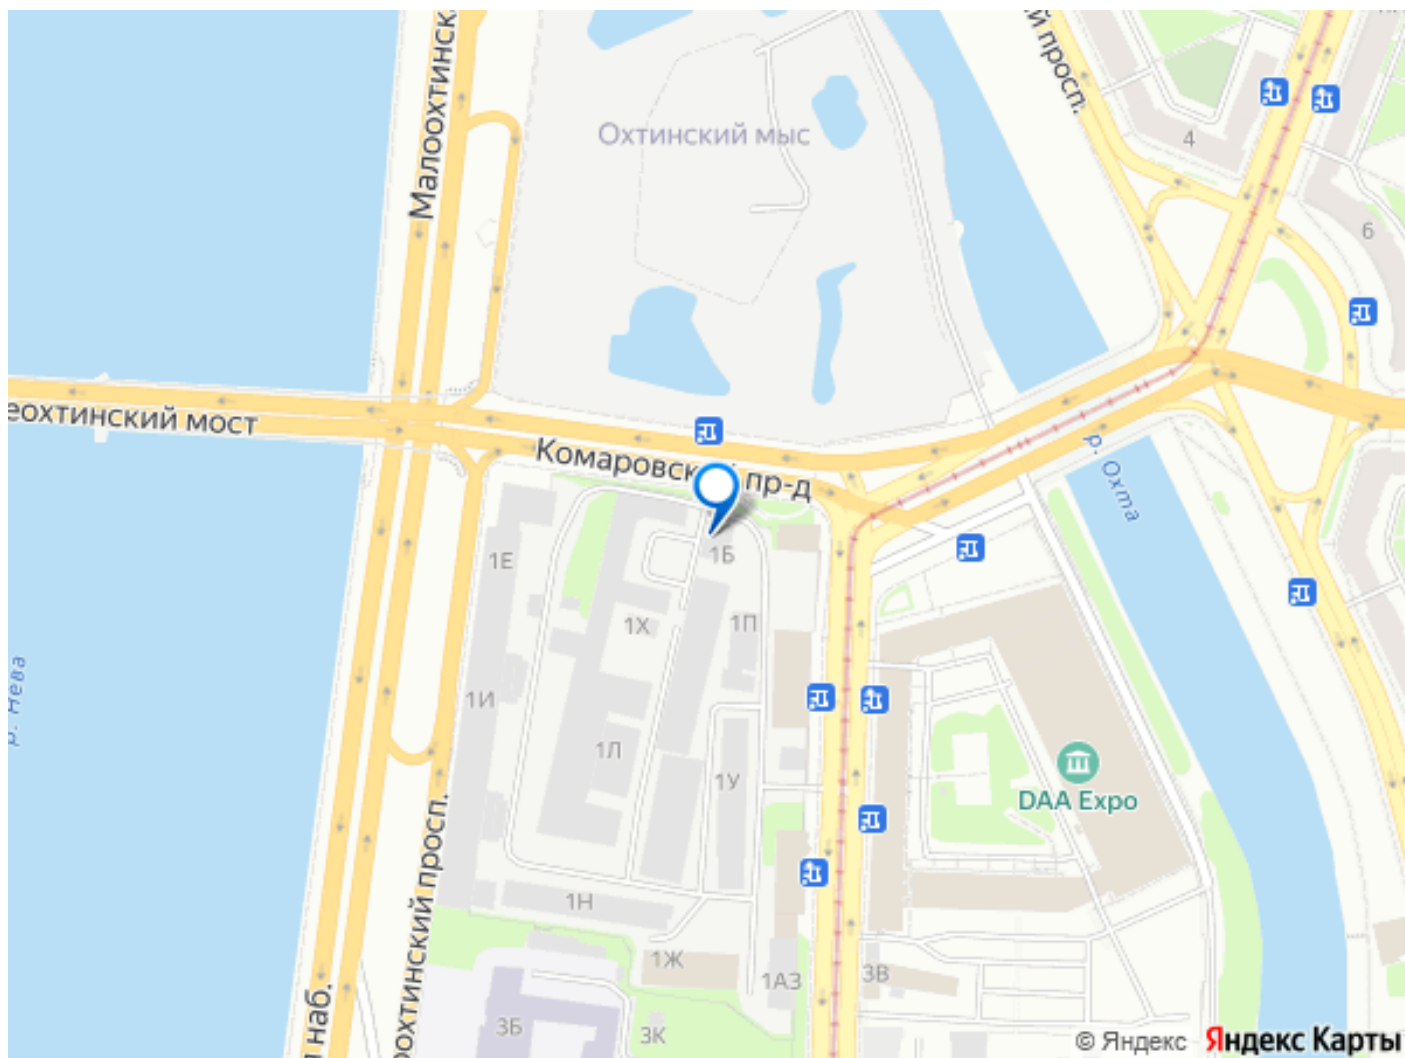 Малоохтинск
й просп.
Охтинский мыс
4
6
еохтинский мост
Комаровск
пр-д
р. Охта
1Е
1Б
1Х
1П
р. Нева
1И
1Л
1У
DAA Expo
оохтинский просп.
1Н
1Ж
1АЗ
3В
наб.
3Б
3К
© Яндекс Яндекс Карты